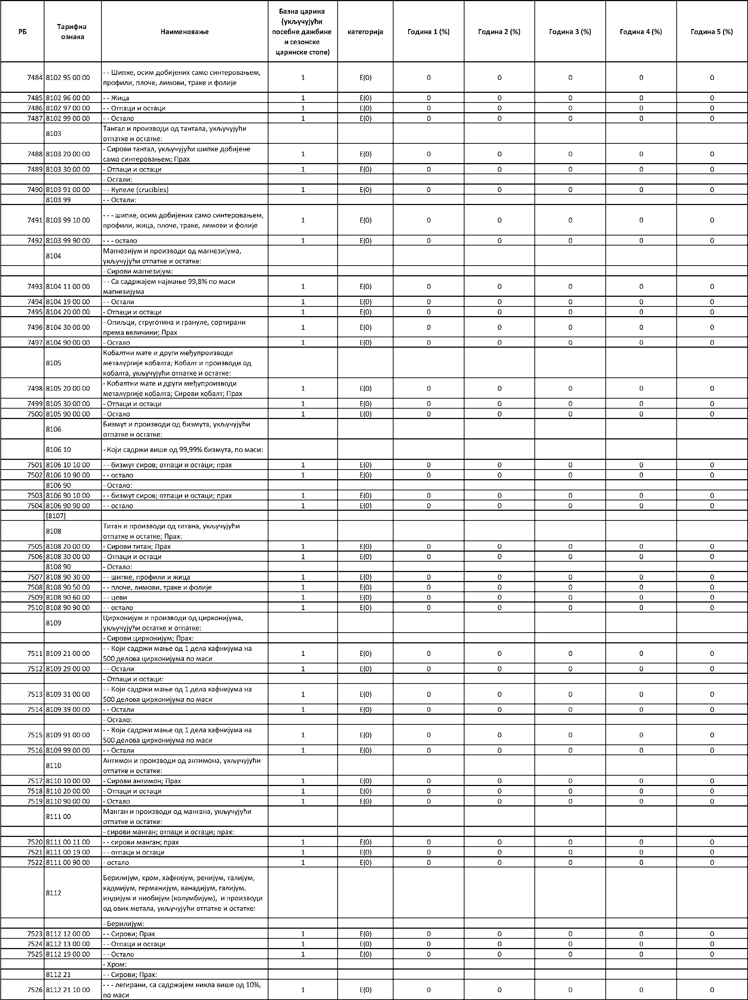 РБ Тарифна ознака Наименовање Базна царина (укључујући посебне дажбине и сезонске царинске стопе) категорија Година 1 (%) Година 2 (%) Година 3 (%) Година 4 (%) Година 5 (%)
7484 8102 95 00 00 - - Шипке, осим добијених само синтеровањем, профили, плоче, лимови, траке и фолије 1 E(0) 0 0 0 0 0
7485 8102 96 00 00 - - Жица 1 E(0) 0 0 0 0 0
7486 8102 97 00 00 - - Отпаци и остаци 1 E(0) 0 0 0 0 0
7487 8102 99 00 00 - - Остало 1 E(0) 0 0 0 0 0
8103 Тантал и производи од тантала, укључујући отпатке и остатке:
7488 8103 20 00 00 - Сирови тантал, укључујући шипке добијене само синтеровањем; Прах 1 E(0) 0 0 0 0 0
7489 8103 30 00 00 - Отпаци и остаци 1 E(0) 0 0 0 0 0
- Остали:
7490 8103 91 00 00 - - Купеле (crucibles) 1 E(0) 0 0 0 0 0
8103 99 - - Остали:
7491 8103 99 10 00 - - - шипке, осим добијених само синтеровањем, профили, жица, плоче, траке, лимови и фолије 1 E(0) 0 0 0 0 0
7492 8103 99 90 00 - - - остало 1 E(0) 0 0 0 0 0
8104 Магнезијум и производи од магнезијума, укључујући отпатке и остатке:
- Сирови магнезијум:
7493 8104 11 00 00 - - Са садржајем најмање 99,8% по маси магнезијума 1 E(0) 0 0 0 0 0
7494 8104 19 00 00 - - Остали 1 E(0) 0 0 0 0 0
7495 8104 20 00 00 - Отпаци и остаци 1 E(0) 0 0 0 0 0
7496 8104 30 00 00 - Опиљци, струготина и грануле, сортирани према величини; Прах 1 E(0) 0 0 0 0 0
7497 8104 90 00 00 - Остало 1 E(0) 0 0 0 0 0
8105 Кобалтни мате и други међупроизводи металургије кобалта; Кобалт и производи од кобалта, укључујући отпатке и остатке:
7498 8105 20 00 00 - Кобалтни мате и други међупроизводи металургије кобалта; Сирови кобалт; Прах 1 E(0) 0 0 0 0 0
7499 8105 30 00 00 - Отпаци и остаци 1 E(0) 0 0 0 0 0
7500 8105 90 00 00 - Остало 1 E(0) 0 0 0 0 0
8106 Бизмут и производи од бизмута, укључујући отпатке и остатке:
8106 10 - Који садржи више од 99,99% бизмута, по маси:
7501 8106 10 10 00 - - бизмут сиров; отпаци и остаци; прах 1 E(0) 0 0 0 0 0
7502 8106 10 90 00 - - остало 1 E(0) 0 0 0 0 0
8106 90 - Остало:
7503 8106 90 10 00 - - бизмут сиров; отпаци и остаци; прах 1 E(0) 0 0 0 0 0
7504 8106 90 90 00 - - остало 1 E(0) 0 0 0 0 0
[8107]
8108 Титан и производи од титана, укључујући отпатке и остатке; Прах:
7505 8108 20 00 00 - Сирови титан; Прах 1 E(0) 0 0 0 0 0
7506 8108 30 00 00 - Отпаци и остаци 1 E(0) 0 0 0 0 0
8108 90 - Остало:
7507 8108 90 30 00 - - шипке, профили и жица 1 E(0) 0 0 0 0 0
7508 8108 90 50 00 - - плоче, лимови, траке и фолије 1 E(0) 0 0 0 0 0
7509 8108 90 60 00 - - цеви 1 E(0) 0 0 0 0 0
7510 8108 90 90 00 - - остало 1 E(0) 0 0 0 0 0
8109 Цирконијум и производи од цирконијума, укључујући остатке и отпатке:
- Сирови цирконијум; Прах:
7511 8109 21 00 00 - - Који садржи мање од 1 дела хафнијума на 500 делова цирконијума по маси 1 E(0) 0 0 0 0 0
7512 8109 29 00 00 - - Остали 1 E(0) 0 0 0 0 0
- Отпаци и остаци:
7513 8109 31 00 00 - - Који садржи мање од 1 дела хафнијума на 500 делова цирконијума по маси 1 E(0) 0 0 0 0 0
7514 8109 39 00 00 - - Остали 1 E(0) 0 0 0 0 0
- Остало:
7515 8109 91 00 00 - - Који садржи мање од 1 дела хафнијума на 500 делова цирконијума по маси 1 E(0) 0 0 0 0 0
7516 8109 99 00 00 - - Остали 1 E(0) 0 0 0 0 0
8110 Антимон и производи од антимона, укључујући отпатке и остатке:
7517 8110 10 00 00 - Сирови антимон; Прах 1 E(0) 0 0 0 0 0
7518 8110 20 00 00 - Отпаци и остаци 1 E(0) 0 0 0 0 0
7519 8110 90 00 00 - Остало 1 E(0) 0 0 0 0 0
8111 00 Манган и производи од мангана, укључујући отпатке и остатке:
- сирови манган; отпаци и остаци; прах:
7520 8111 00 11 00 - - сирови манган; прах 1 E(0) 0 0 0 0 0
7521 8111 00 19 00 - - отпаци и остаци 1 E(0) 0 0 0 0 0
7522 8111 00 90 00 - остало 1 E(0) 0 0 0 0 0
8112 Берилијум, хром, хафнијум, ренијум, талијум, кадмијум, германијум, ванадијум, галијум, индијум и ниобијум (колумбијум), и производи од ових метала, укључујући отпатке и остатке:
- Берилијум:
7523 8112 12 00 00 - - Сирови; Прах 1 E(0) 0 0 0 0 0
7524 8112 13 00 00 - - Отпаци и остаци 1 E(0) 0 0 0 0 0
7525 8112 19 00 00 - - Остало 1 E(0) 0 0 0 0 0
- Хром:
8112 21 - - Сирови; Прах:
7526 8112 21 10 00 - - - легирани, са садржајем никла више од 10%, по маси 1 E(0) 0 0 0 0 0